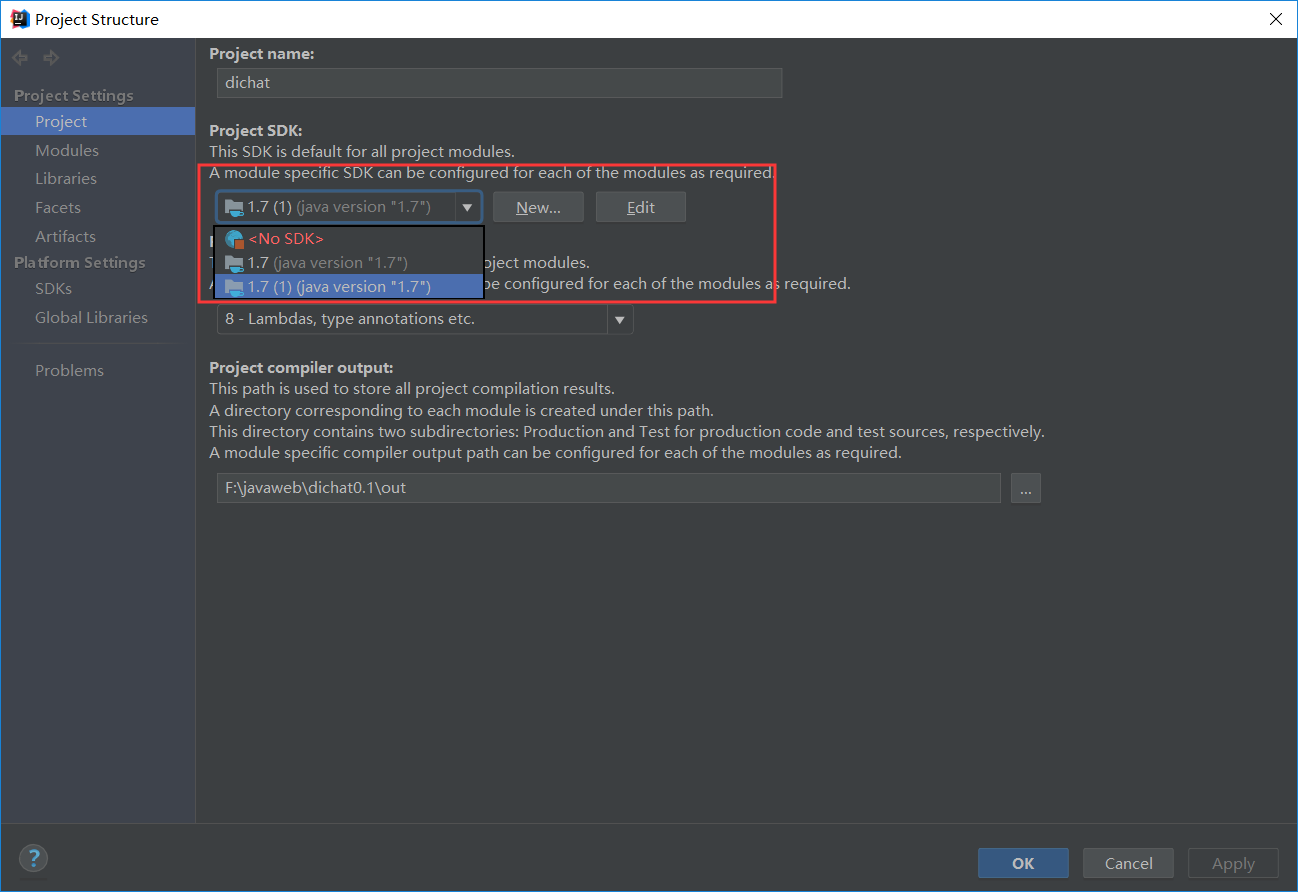 Project Structure
Project name:
Project Settings
dichat
Project
Project SDK:
Modules
This SDK is default for all project modules.
Libraries
A module specific SDK can be configured for each of the modules as required.
Facets
1.7 (1) (java version "1.7")
New...
Edit
Artifacts
<No SDK>
Platform Settings
1.7 (java version "1.7")
oject modules.
SDKs
1.7 (1) (java version "1.7")
be configured for each of the modules as required.
Global Libraries
8 - Lambdas, type annotations etc.
Problems
Project compiler output:
This path is used to store all project compilation results.
A directory corresponding to each module is created under this path.
This directory contains two subdirectories: Production and Test for production code and test sources, respectively.
A module specific compiler output path can be configured for each of the modules as required.
F:\javaweb\dichat0.1\out
...
?
OK
Cancel
Apply